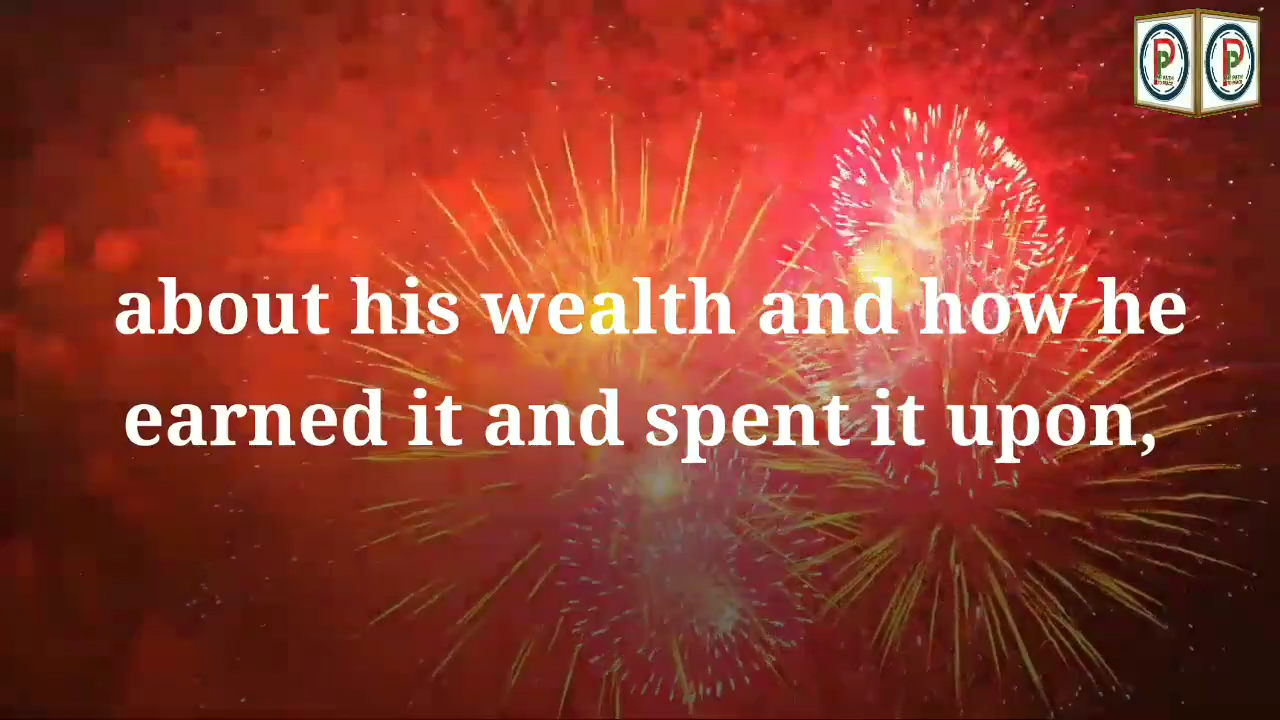 about his wealth and how he
earned it and spent it upon,